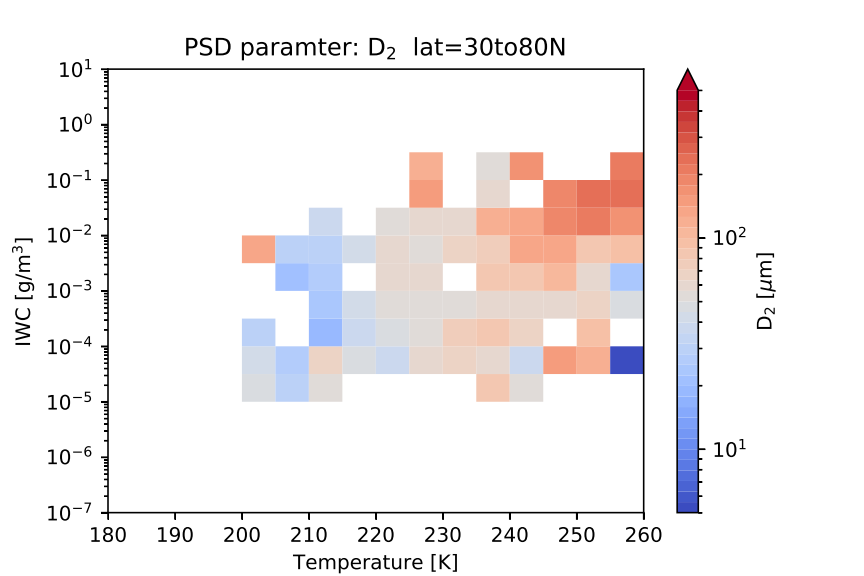 PSD paramter: D₂  lat=30to80N
10¹
10⁰
10⁻¹
10⁻²
10⁻³
10⁻⁴
10⁻⁵
10⁻⁶
10⁻⁷
IWC [g/m³]
180 190 200 210 220 230 240 250 260
Temperature [K]
10²
10¹
D₂ [μm]